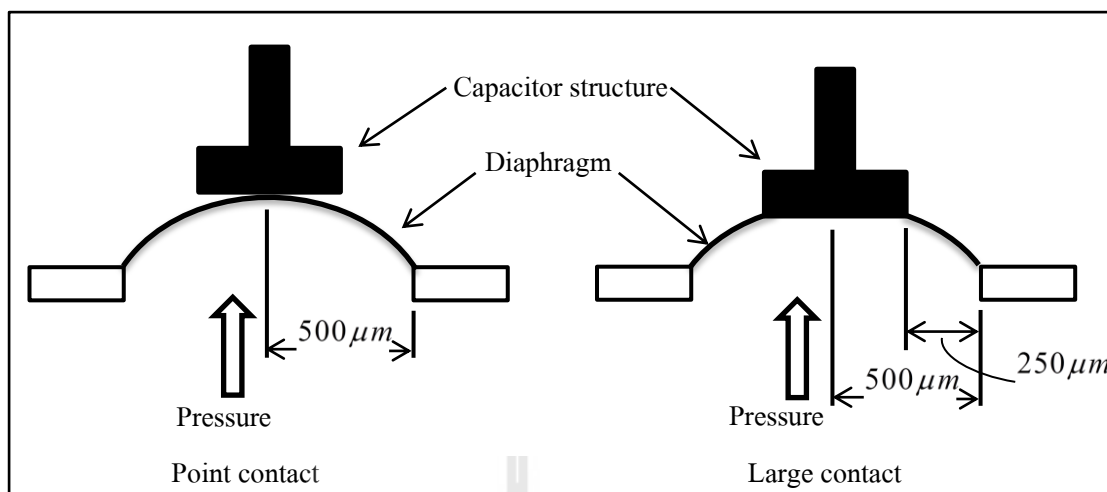 Capacitor structure
Diaphragm
500 μm
Pressure
Point contact
250 μm
500 μm
Pressure
Large contact